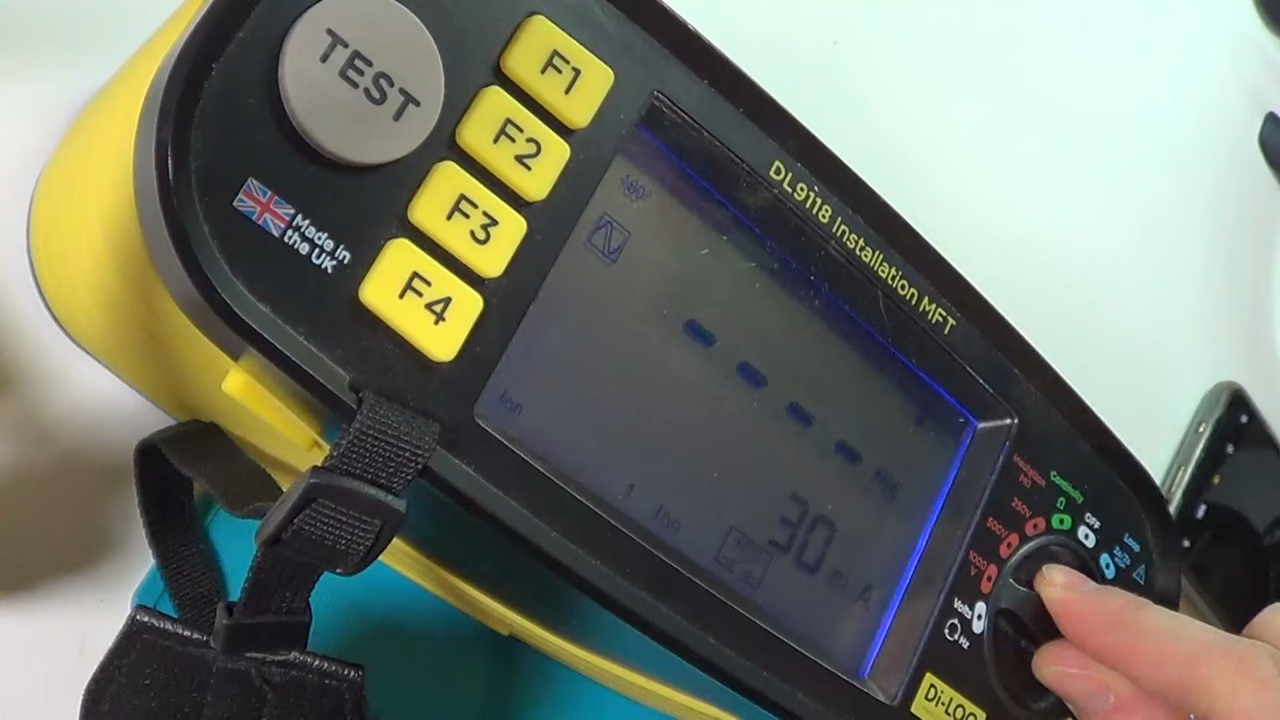 TEST
F1
F2
F3
F4
Made in
the UK
DL9118 Installation MFT
180°
IΔn
- - - - ms
1 IΔn
30 mA
Insulation
MΩ
Continuity
Ω
OFF
Loop
250V
500V
1000
V
Volts
Hz
Di-LOG